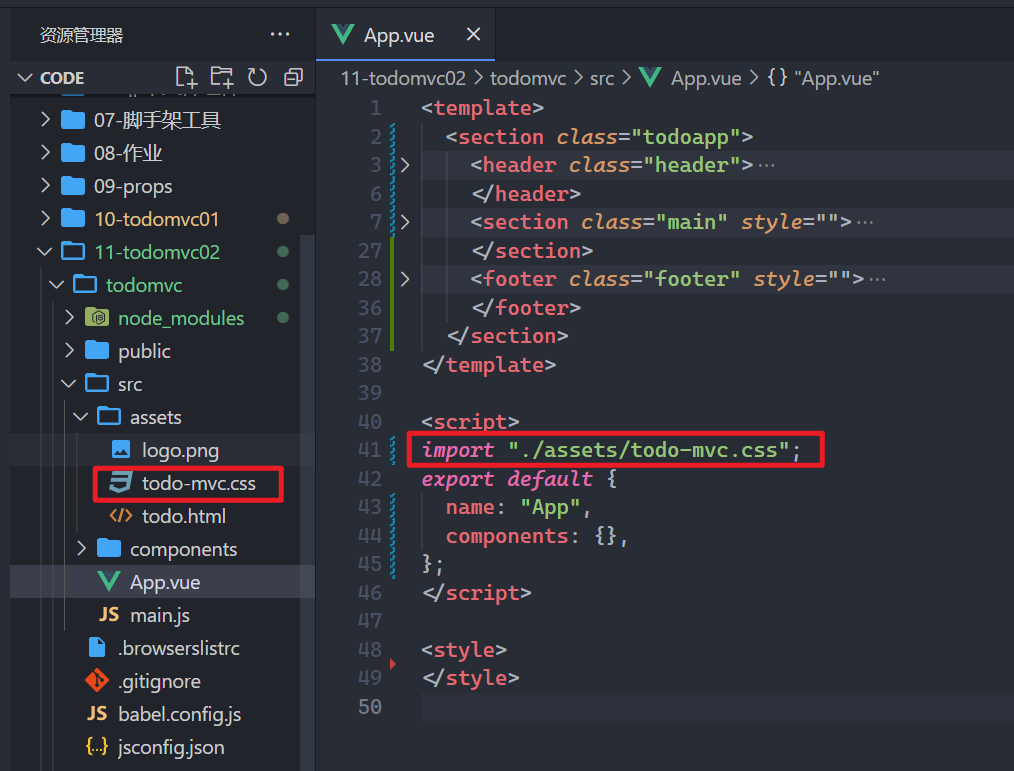 资源管理器 ···
CODE
07-脚手架工具
08-作业
09-props
10-todomvc01
11-todomvc02
todomvc
node_modules
public
src
assets
logo.png
todo-mvc.css
todo.html
components
App.vue
JS main.js
.browserslistrc
.gitignore
JS babel.config.js
{..} jsconfig.json
App.vue
11-todomvc02 > todomvc > src > App.vue > {} "App.vue"
1 <template>
2 <section class="todoapp">
3 <header class="header">···
6 </header>
7 <section class="main" style="">···
27 </section>
28 <footer class="footer" style="">···
36 </footer>
37 </section>
38 </template>
39
40 <script>
41 import "./assets/todo-mvc.css";
42 export default {
43 name: "App",
44 components: {},
45 };
46 </script>
47
48 <style>
49 </style>
50